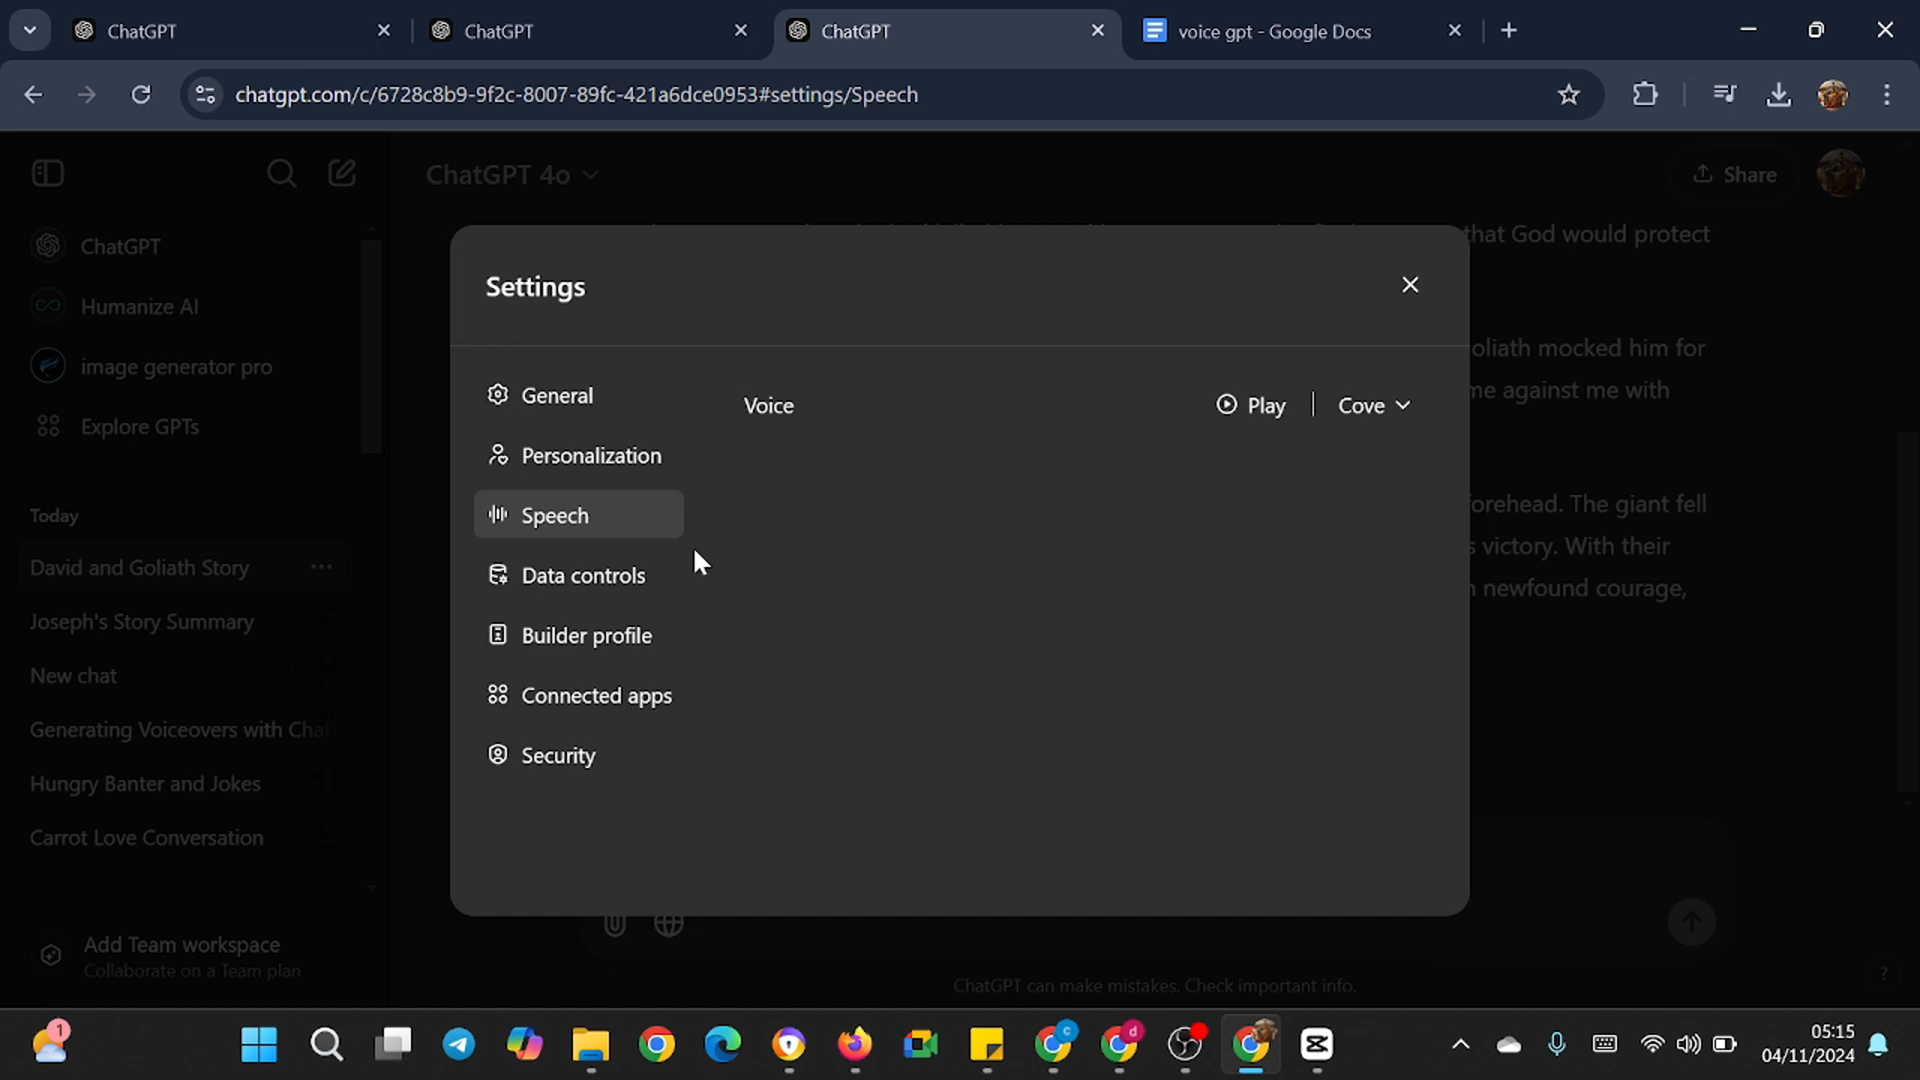 ChatGPT
ChatGPT
ChatGPT
voice gpt - Google Docs
chatgpt.com/c/6728c8b9-9f2c-8007-89fc-421a6dce0953#settings/Speech
ChatGPT 4o
Share
ChatGPT
Humanize AI
image generator pro
Explore GPTs
Today
David and Goliath Story
Joseph's Story Summary
New chat
Generating Voiceovers with Chat
Hungry Banter and Jokes
Carrot Love Conversation
Add Team workspace
Collaborate on a Team plan
that God would protect
Settings
General
Personalization
Speech
Data controls
Builder profile
Connected apps
Security
Voice
Play
Cove
oliath mocked him for
me against me with
orehead. The giant fell
s victory. With their
newfound courage,
ChatGPT can make mistakes. Check important info.
?
1
c
d
05:15
04/11/2024